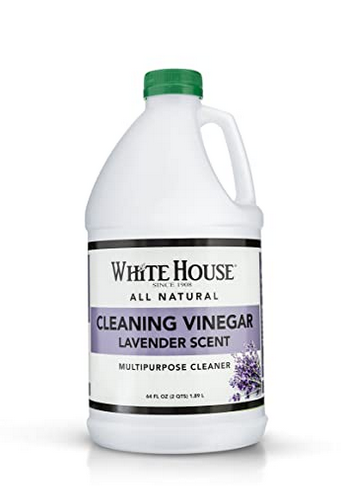 WHITE HOUSE
SINCE 1908
ALL NATURAL
CLEANING VINEGAR
LAVENDER SCENT
MULTIPURPOSE CLEANER
64 FL OZ (2 QTS) 1.89 L